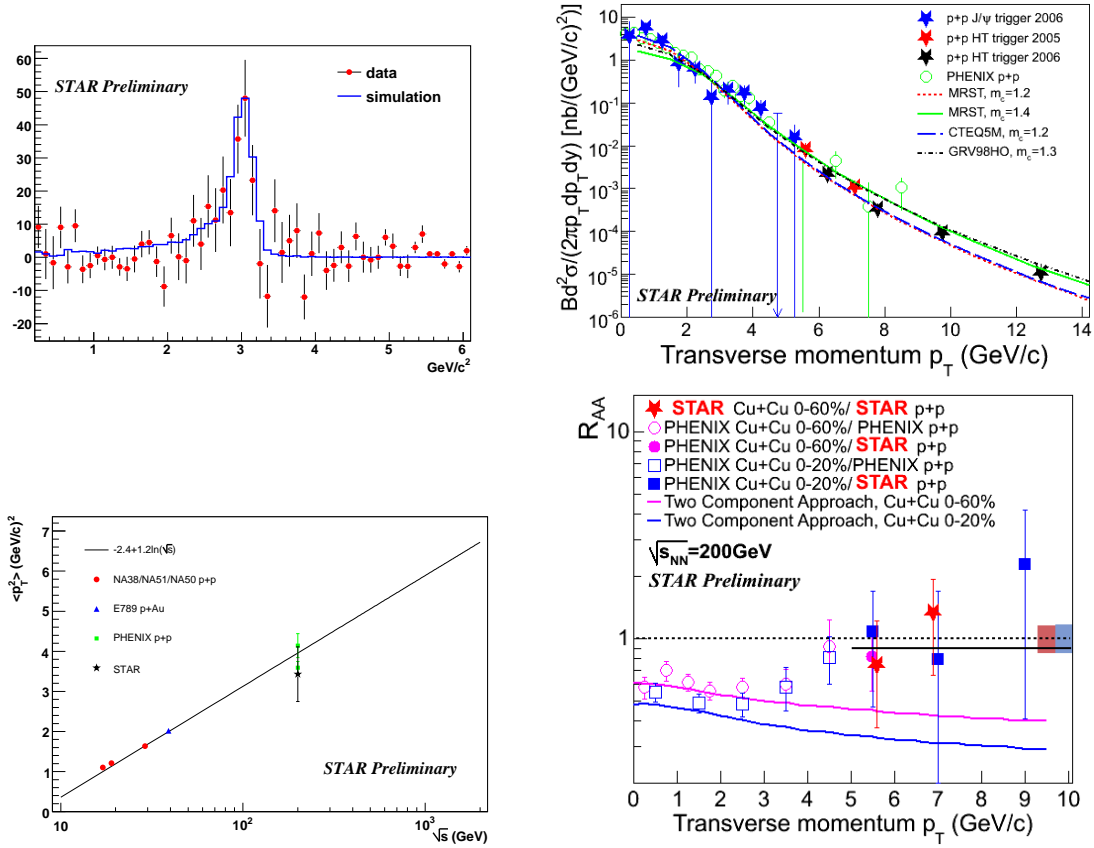 60
50
40
30
20
10
0
-10
-20
STAR Preliminary
data
simulation
1 2 3 4 5 6
GeV/c²
Bd²σ/(2πp_T dp_T dy) [nb/(GeV/c)²)]
10
1
10⁻¹
10⁻²
10⁻³
10⁻⁴
10⁻⁵
10⁻⁶
p+p J/ψ trigger 2006
p+p HT trigger 2005
p+p HT trigger 2006
PHENIX p+p
MRST, m_c=1.2
MRST, m_c=1.4
CTEQ5M, m_c=1.2
GRV98HO, m_c=1.3
STAR Preliminary
0 2 4 6 8 10 12 14
Transverse momentum p_T (GeV/c)
<p_T²> (GeV/c)²
7
6
5
4
3
2
1
0
-2.4+1.2ln(√s)
NA38/NA51/NA50 p+p
E789 p+Au
PHENIX p+p
STAR
STAR Preliminary
10 10² 10³
√s (GeV)
R_AA
10
1
STAR Cu+Cu 0-60%/ STAR p+p
PHENIX Cu+Cu 0-60%/ PHENIX p+p
PHENIX Cu+Cu 0-60%/ STAR p+p
PHENIX Cu+Cu 0-20%/PHENIX p+p
PHENIX Cu+Cu 0-20%/ STAR p+p
Two Component Approach, Cu+Cu 0-60%
Two Component Approach, Cu+Cu 0-20%
√s_NN=200GeV
STAR Preliminary
0 1 2 3 4 5 6 7 8 9 10
Transverse momentum p_T (GeV/c)